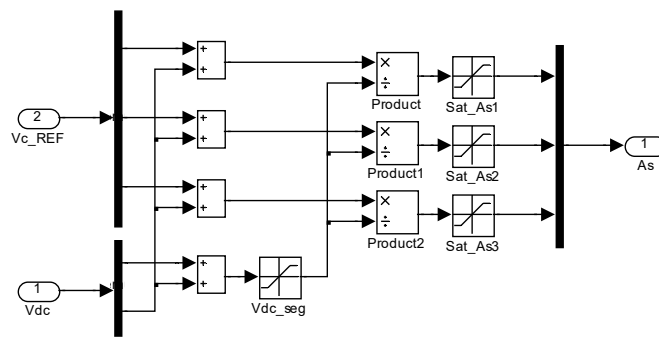 +
+
×
÷
Product
Sat_As1
2
Vc_REF
+
+
×
÷
Product1
Sat_As2
1
As
+
+
×
÷
Product2
Sat_As3
+
+
1
Vdc
Vdc_seg